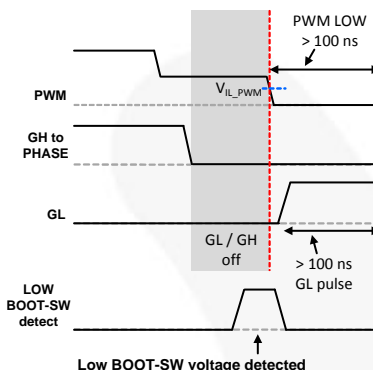 PWM LOW
> 100 ns
V_IL_PWM
PWM
GH to
PHASE
GL
GL / GH
off
> 100 ns
GL pulse
LOW
BOOT-SW
detect
Low BOOT-SW voltage detected